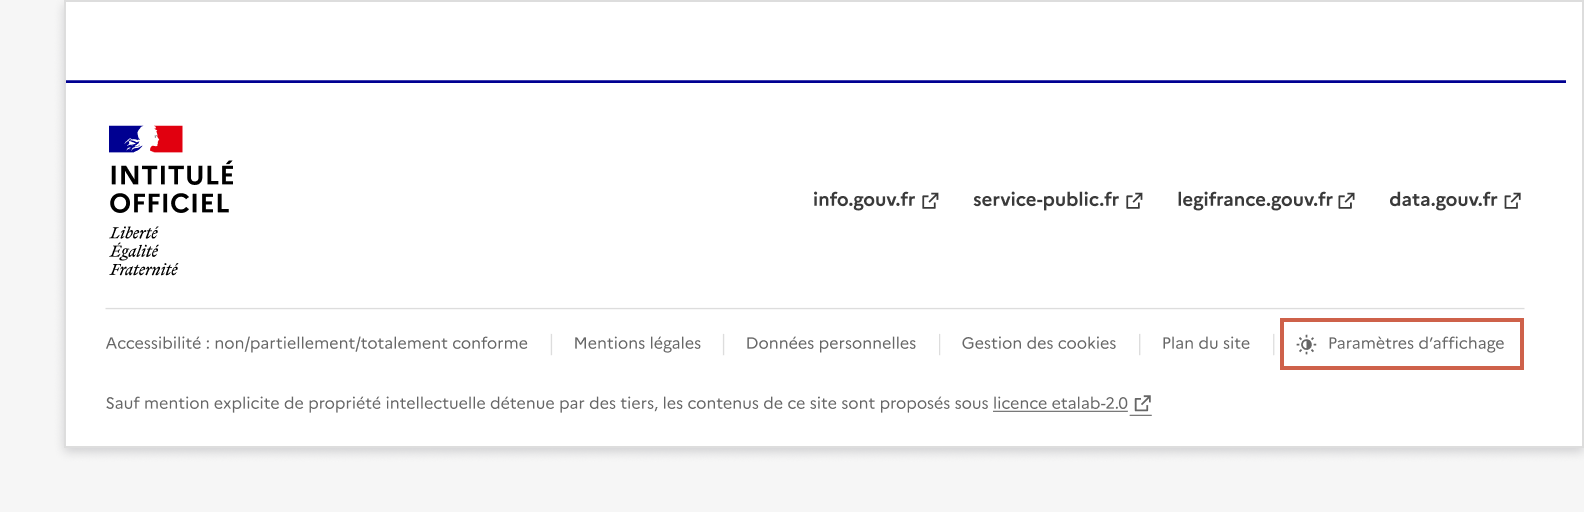 INTITULÉ
OFFICIEL
Liberté
Égalité
Fraternité
info.gouv.fr service-public.fr legifrance.gouv.fr data.gouv.fr
Accessibilité : non/partiellement/totalement conforme Mentions légales Données personnelles Gestion des cookies Plan du site Paramètres d’affichage
Sauf mention explicite de propriété intellectuelle détenue par des tiers, les contenus de ce site sont proposés sous licence etalab-2.0